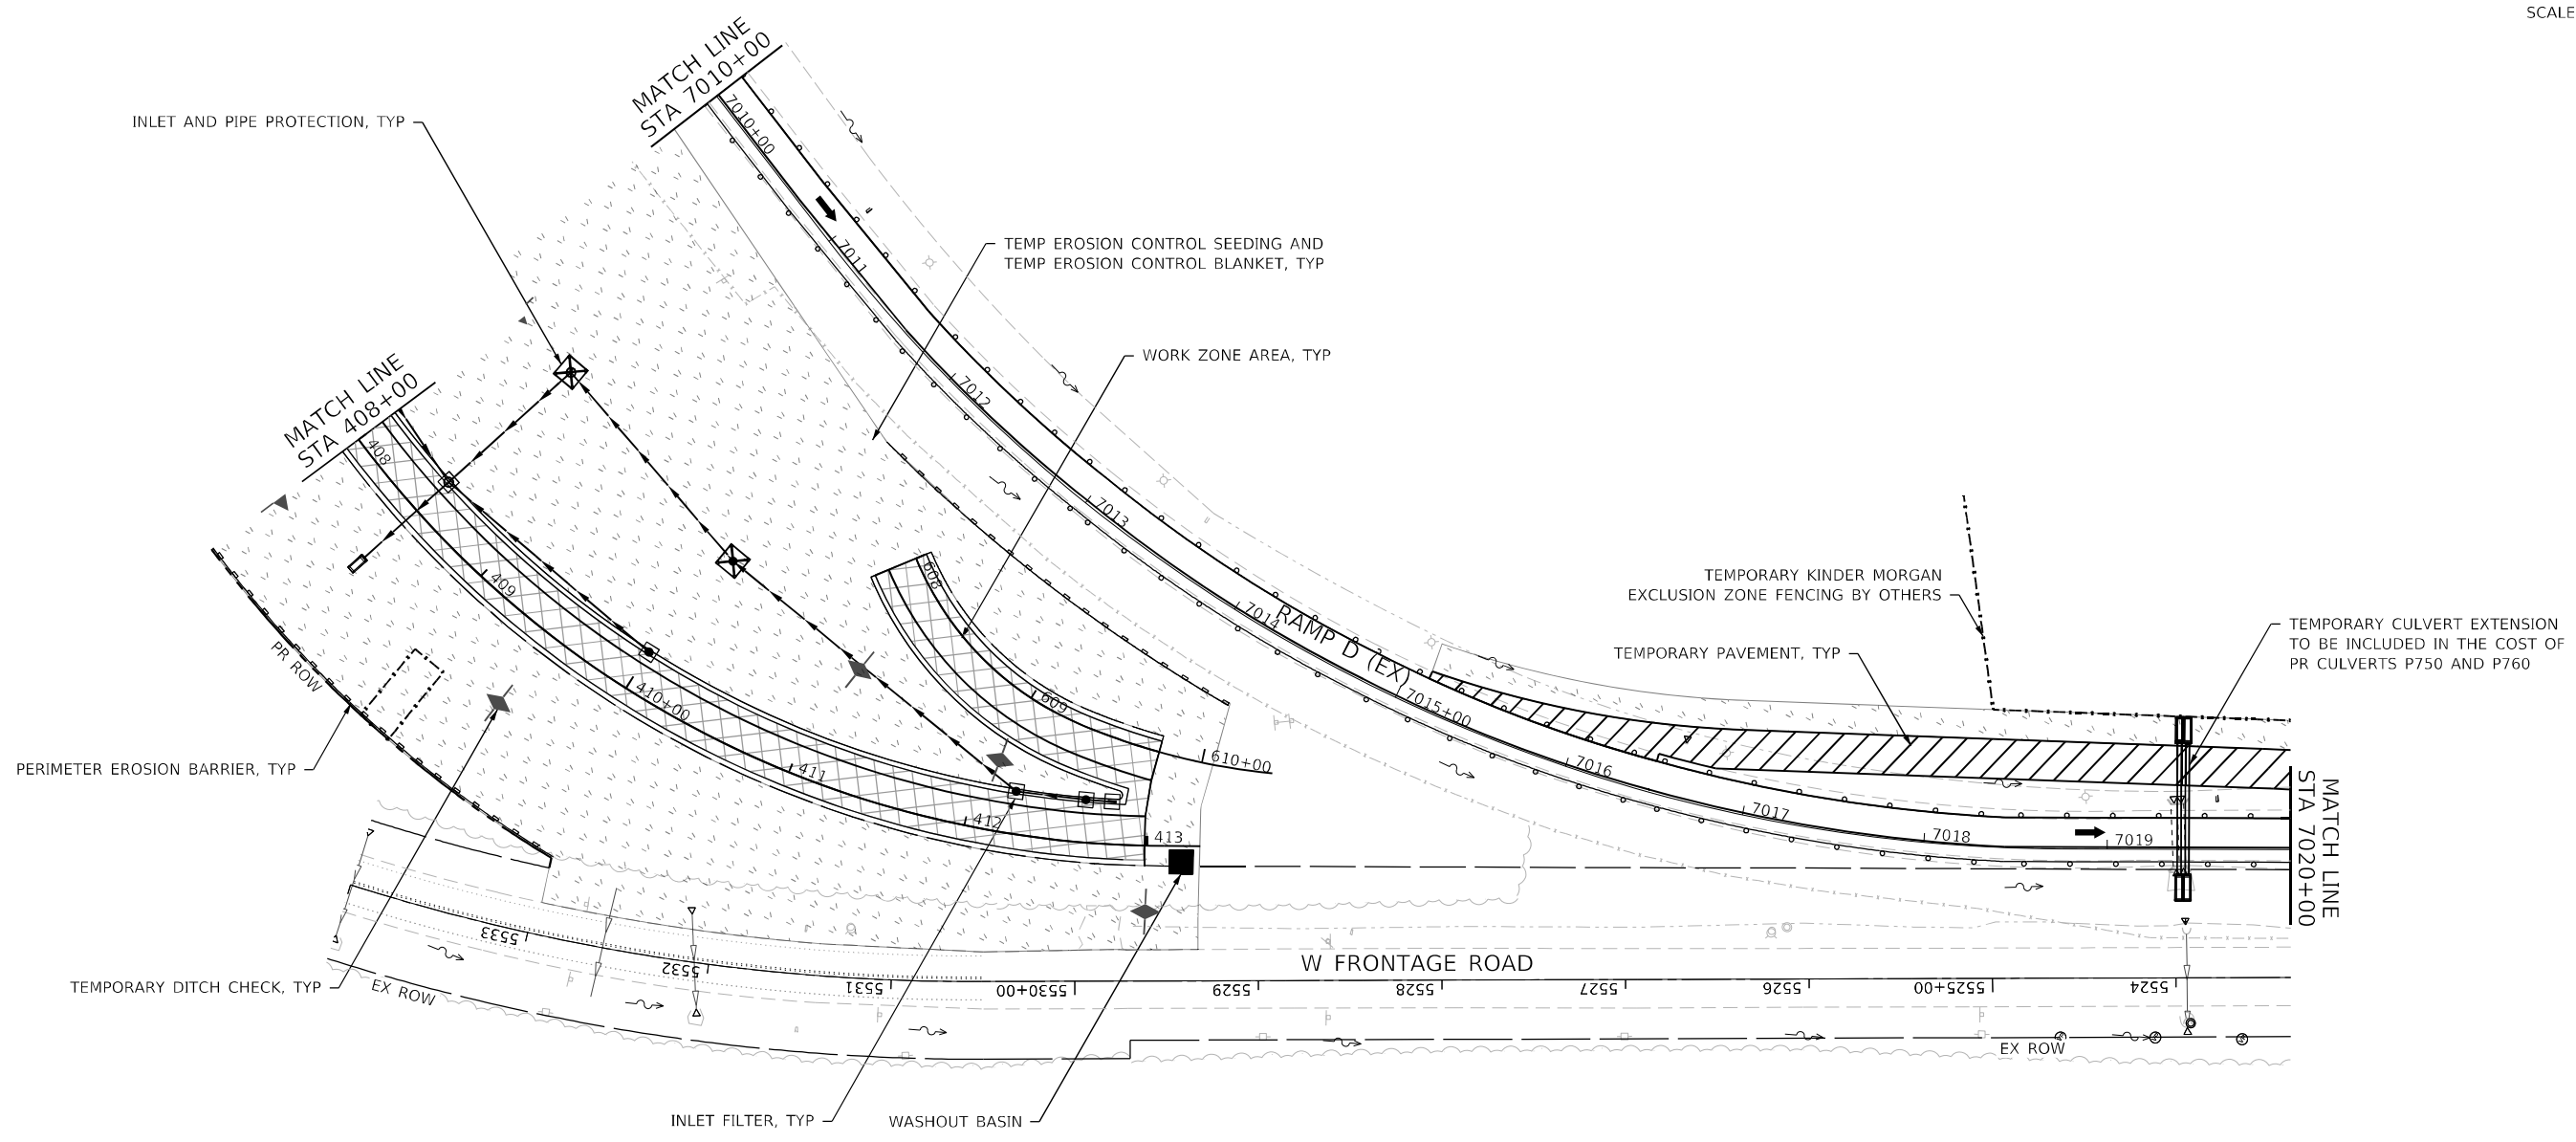 SCALE
MATCH LINE
STA 7010+00
INLET AND PIPE PROTECTION, TYP
7010+00
7011
TEMP EROSION CONTROL SEEDING AND
TEMP EROSION CONTROL BLANKET, TYP
WORK ZONE AREA, TYP
MATCH LINE
STA 408+00
408
7012
7013
409
608
TEMPORARY KINDER MORGAN
EXCLUSION ZONE FENCING BY OTHERS
7014
RAMP D (EX)
TEMPORARY CULVERT EXTENSION
TO BE INCLUDED IN THE COST OF
PR CULVERTS P750 AND P760
TEMPORARY PAVEMENT, TYP
PR ROW
410+00
609
7015+00
610+00
7016
PERIMETER EROSION BARRIER, TYP
411
412
413
7017
7018
7019
MATCH LINE
STA 7020+00
5533
5532
5531
5530+00
5529
5528
5527
5526
5525+00
5524
W FRONTAGE ROAD
TEMPORARY DITCH CHECK, TYP
EX ROW
EX ROW
INLET FILTER, TYP
WASHOUT BASIN